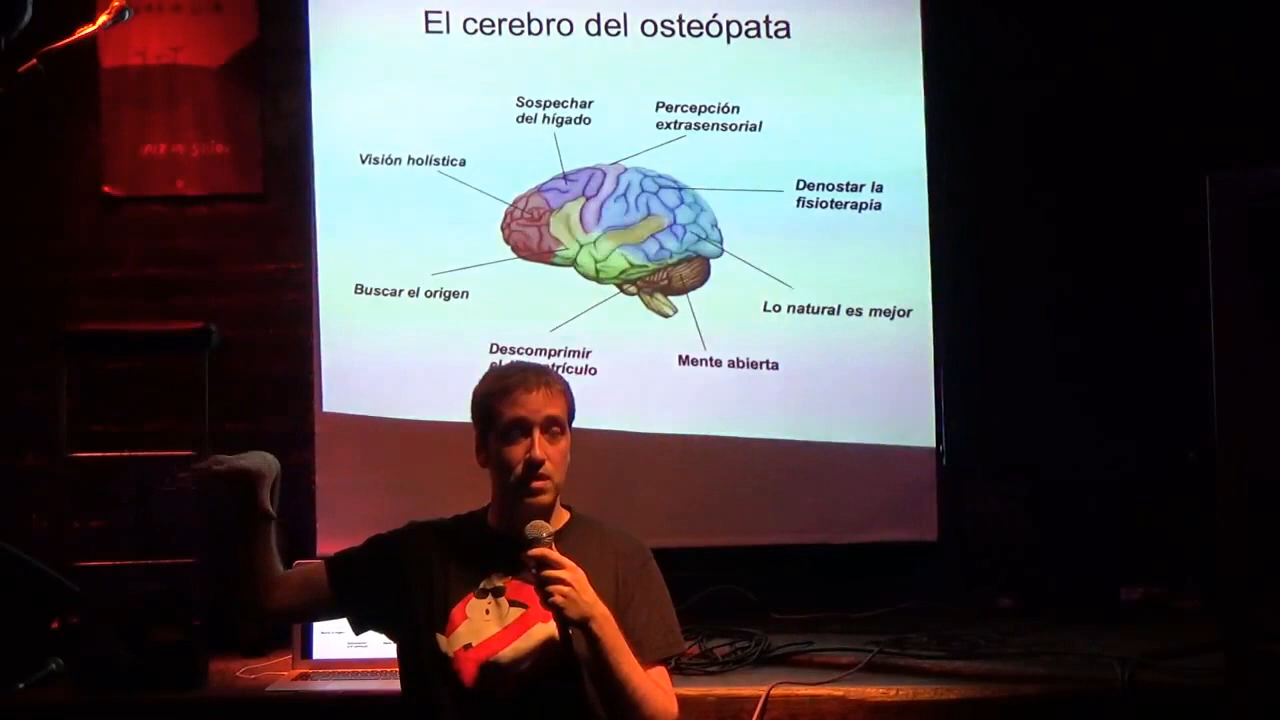 El cerebro del osteópata
Sospechar
del hígado
Percepción
extrasensorial
Visión holística
Denostar la
fisioterapia
Buscar el origen
Lo natural es mejor
Descomprimir
Mente abierta